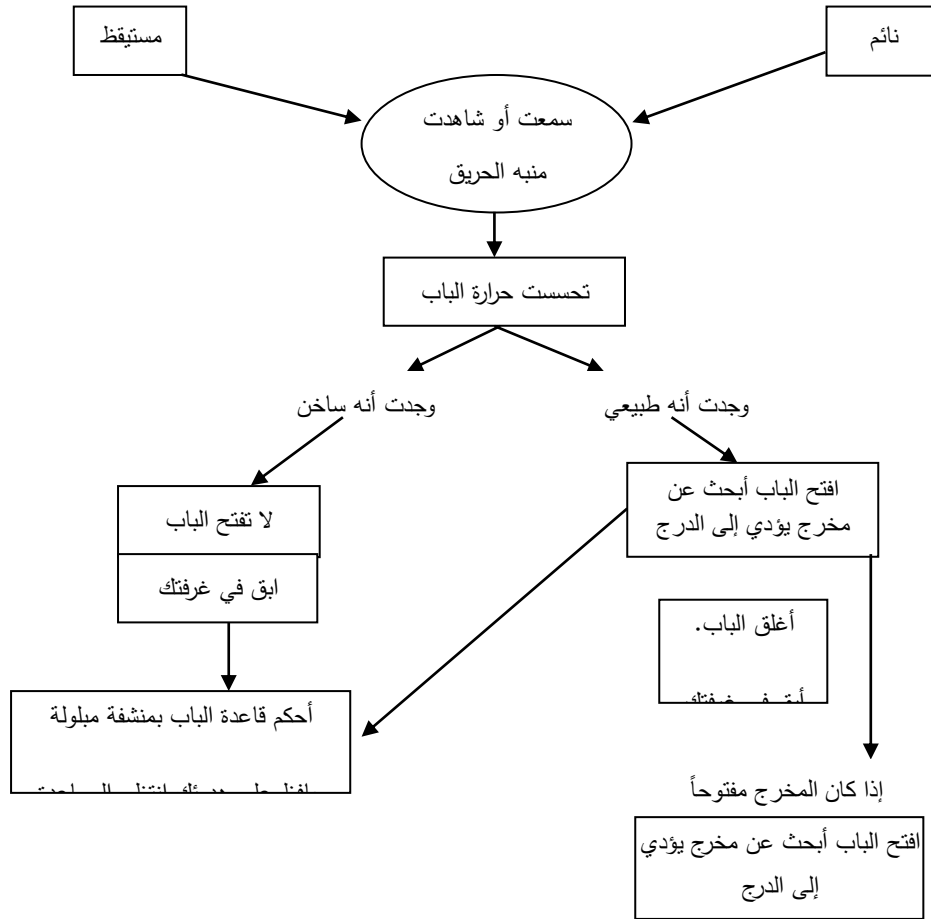 نائم
مستيقظ
سمعت أو شاهدت
منبه الحريق
تحسست حرارة الباب
وجدت أنه طبيعي
وجدت أنه ساخن
افتح الباب أبحث عن
مخرج يؤدي إلى الدرج
لا تفتح الباب
ابق في غرفتك
أغلق الباب.
أحكم قاعدة الباب بمنشفة مبلولة
إذا كان المخرج مفتوحاً
افتح الباب أبحث عن مخرج يؤدي
إلى الدرج